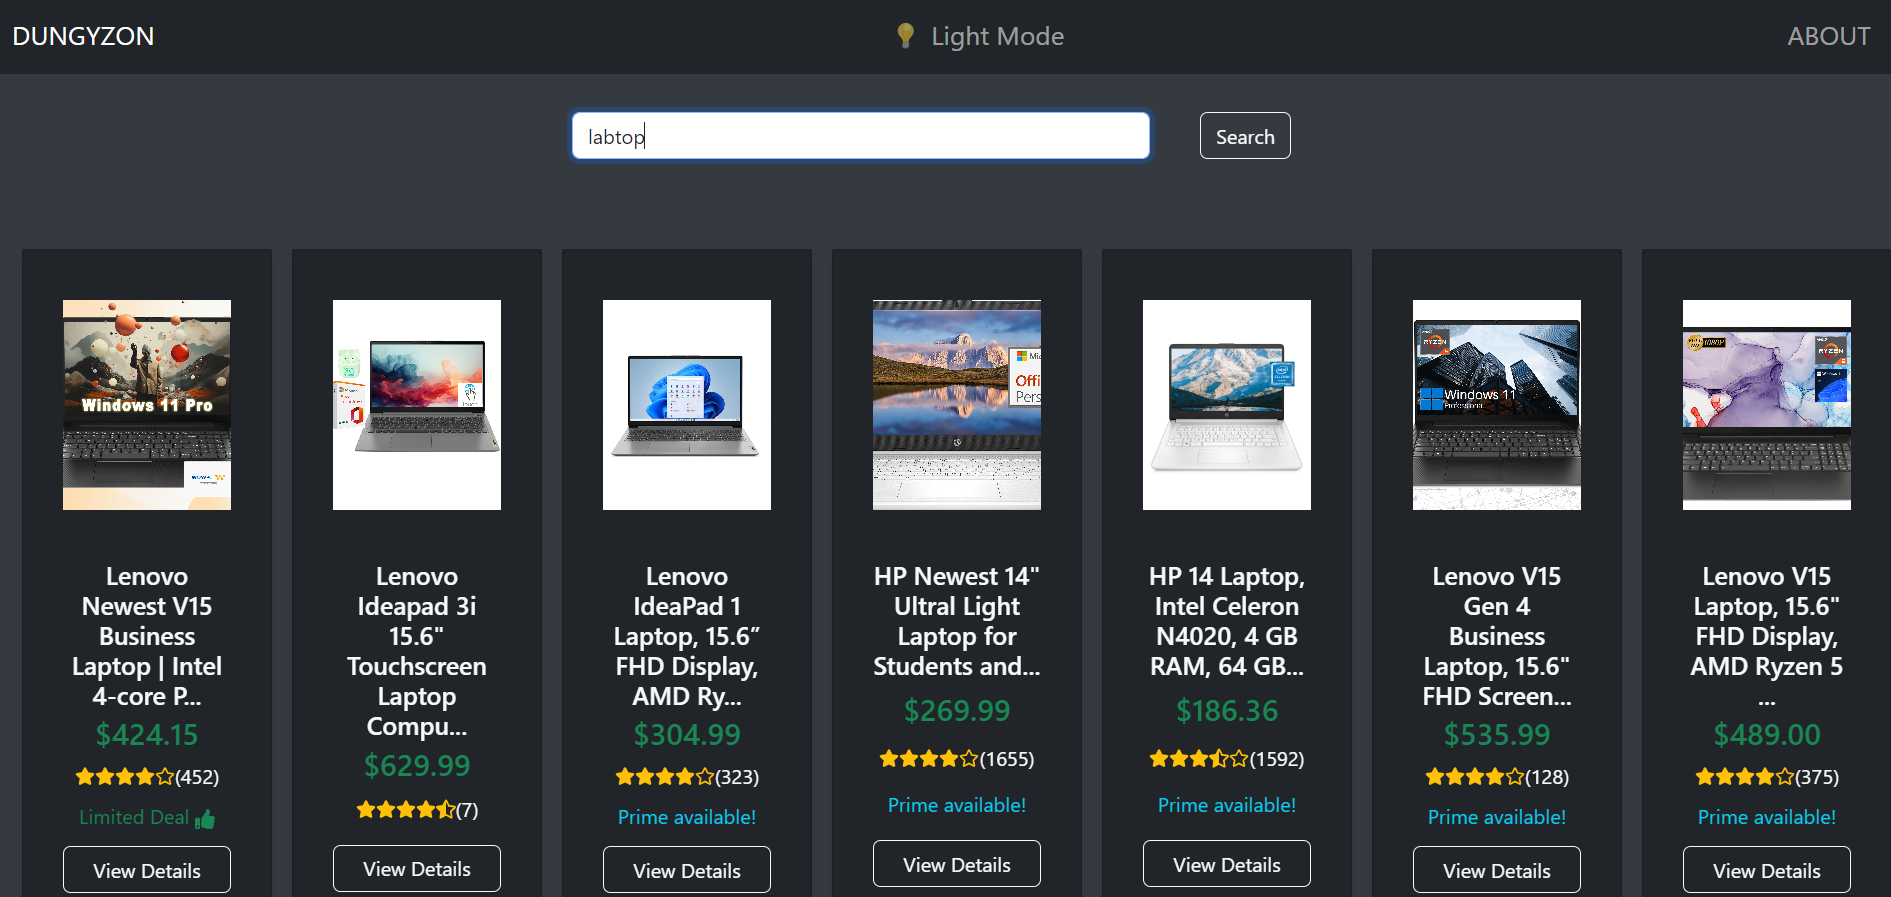 DUNGYZON
Light Mode
ABOUT
labtop
Search
Windows 11 Pro
Offi
Pers
RYZEN
Windows 11
Professional
1080P
RYZEN
Lenovo
Newest V15
Business
Laptop | Intel
4-core P...
$424.15
(452)
Limited Deal
View Details
Lenovo
Ideapad 3i
15.6"
Touchscreen
Laptop
Compu...
$629.99
(7)
View Details
Lenovo
IdeaPad 1
Laptop, 15.6”
FHD Display,
AMD Ry...
$304.99
(323)
Prime available!
View Details
HP Newest 14"
Ultral Light
Laptop for
Students and...
$269.99
(1655)
Prime available!
View Details
HP 14 Laptop,
Intel Celeron
N4020, 4 GB
RAM, 64 GB...
$186.36
(1592)
Prime available!
View Details
Lenovo V15
Gen 4
Business
Laptop, 15.6"
FHD Screen...
$535.99
(128)
Prime available!
View Details
Lenovo V15
Laptop, 15.6"
FHD Display,
AMD Ryzen 5
...
$489.00
(375)
Prime available!
View Details